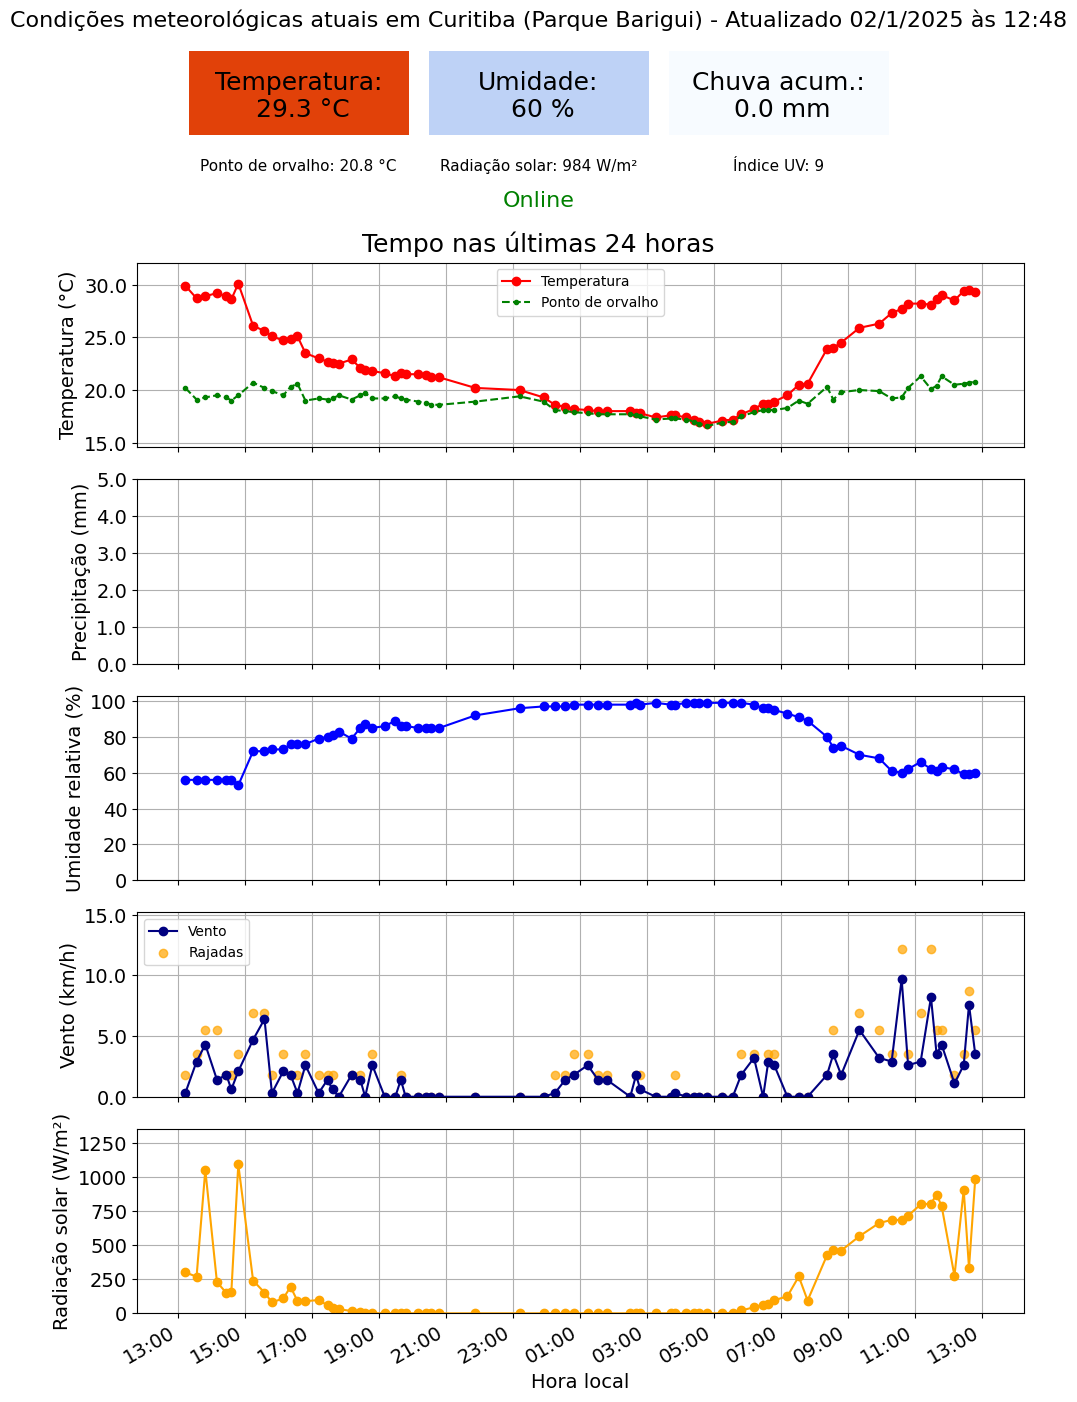 Condições meteorológicas atuais em Curitiba (Parque Barigui) - Atualizado 02/1/2025 às 12:48
Temperatura:
29.3 °C
Umidade:
60 %
Chuva acum.:
0.0 mm
Ponto de orvalho: 20.8 °C
Radiação solar: 984 W/m²
Índice UV: 9
Online
Tempo nas últimas 24 horas
Temperatura (°C)
30.0
25.0
20.0
15.0
Temperatura
Ponto de orvalho
Precipitação (mm)
5.0
4.0
3.0
2.0
1.0
0.0
Umidade relativa (%)
100
80
60
40
20
0
Vento (km/h)
15.0
10.0
5.0
0.0
Vento
Rajadas
Radiação solar (W/m²)
1250
1000
750
500
250
0
13:00
15:00
17:00
19:00
21:00
23:00
01:00
03:00
05:00
07:00
09:00
11:00
13:00
Hora local